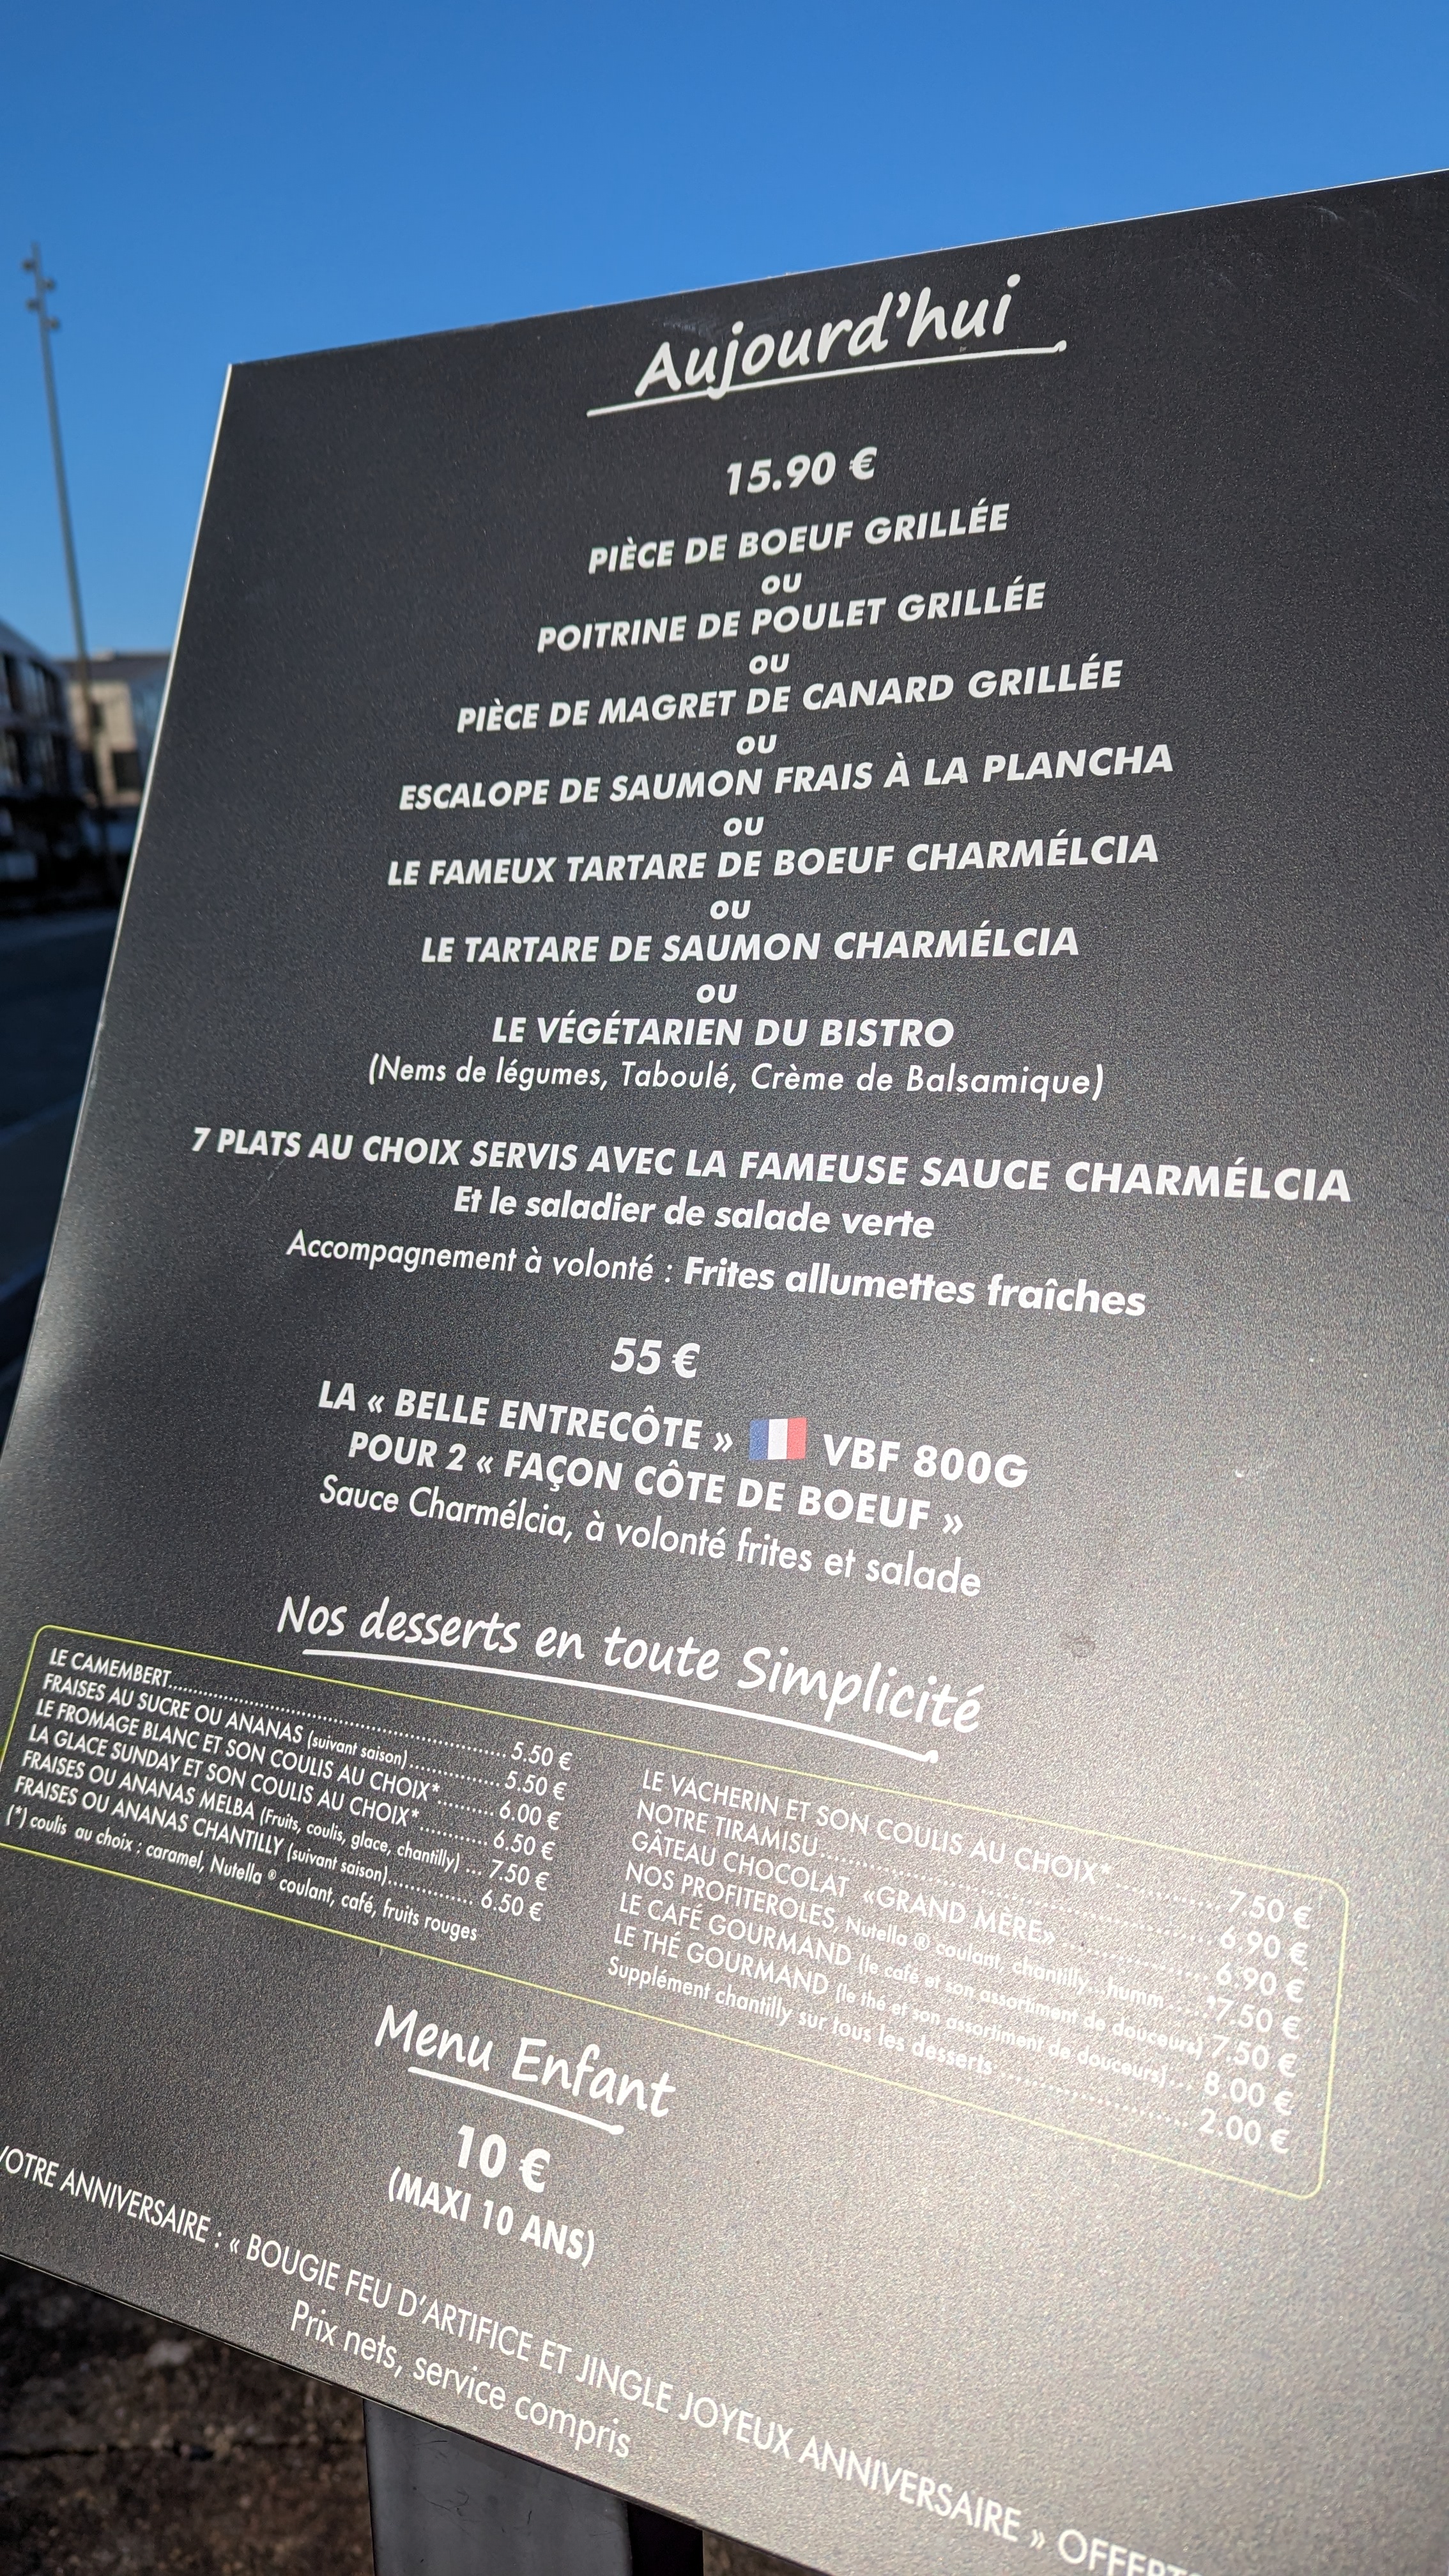 Aujourd'hui
15.90 €
PIÈCE DE BOEUF GRILLÉE
OU
POITRINE DE POULET GRILLÉE
OU
PIÈCE DE MAGRET DE CANARD GRILLÉE
OU
ESCALOPE DE SAUMON FRAIS À LA PLANCHA
OU
LE FAMEUX TARTARE DE BOEUF CHARMÉLCIA
OU
LE TARTARE DE SAUMON CHARMÉLCIA
OU
LE VÉGÉTARIEN DU BISTRO
(Nems de légumes, Taboulé, Crème de Balsamique)
7 PLATS AU CHOIX SERVIS AVEC LA FAMEUSE SAUCE CHARMÉLCIA
Et le saladier de salade verte
Accompagnement à volonté : Frites allumettes fraîches
55 €
LA « BELLE ENTRECÔTE » VBF 800G
POUR 2 « FAÇON CÔTE DE BOEUF »
Sauce Charmélcia, à volonté frites et salade
Nos desserts en toute Simplicité
LE CAMEMBERT.......... 5.50 €
FRAISES AU SUCRE OU ANANAS (suivant saison).......... 5.50 €
LE FROMAGE BLANC ET SON COULIS AU CHOIX*.......... 6.00 €
LA GLACE SUNDAY ET SON COULIS AU CHOIX*.......... 6.50 €
FRAISES OU ANANAS MELBA (Fruits, coulis, glace, chantilly) ... 7.50 €
FRAISES OU ANANAS CHANTILLY (suivant saison).......... 6.50 €
(*) coulis au choix : caramel, Nutella ® coulant, café, fruits rouges
LE VACHERIN ET SON COULIS AU CHOIX*.......... 7.50 €
NOTRE TIRAMISU.......... 6.90 €
GÂTEAU CHOCOLAT «GRAND MÈRE».......... 6.90 €
NOS PROFITEROLES, Nutella ® coulant, chantilly...humm.......... 7.50 €
LE CAFÉ GOURMAND (le café et son assortiment de douceurs) 7.50 €
LE THÉ GOURMAND (le thé et son assortiment de douceurs)... 8.00 €
Supplément chantilly sur tous les desserts.......... 2.00 €
Menu Enfant
10 €
(MAXI 10 ANS)
VOTRE ANNIVERSAIRE : « BOUGIE FEU D'ARTIFICE ET JINGLE JOYEUX ANNIVERSAIRE » OFFERTS
Prix nets, service compris